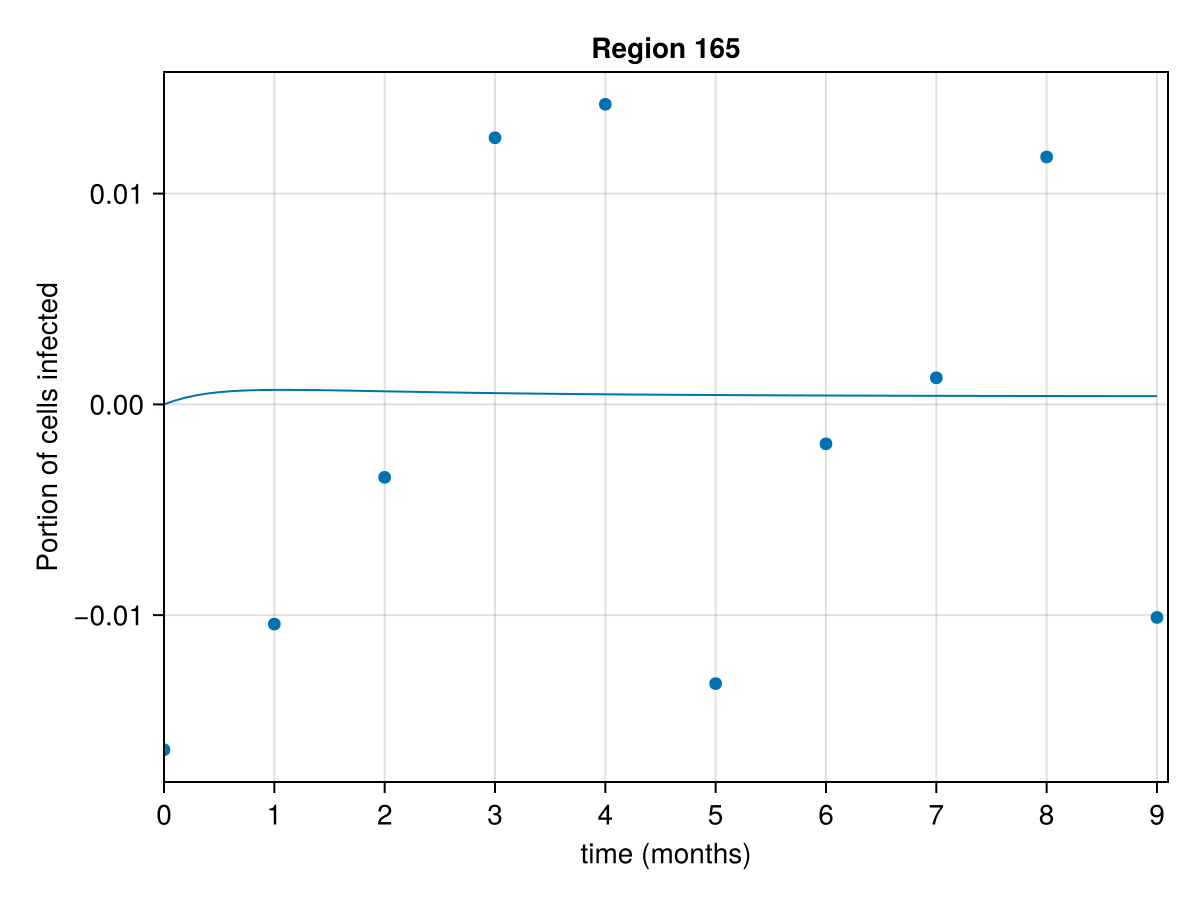 Region 165
Portion of cells infected
0.01
0.00
−0.01
0 1 2 3 4 5 6 7 8 9
time (months)